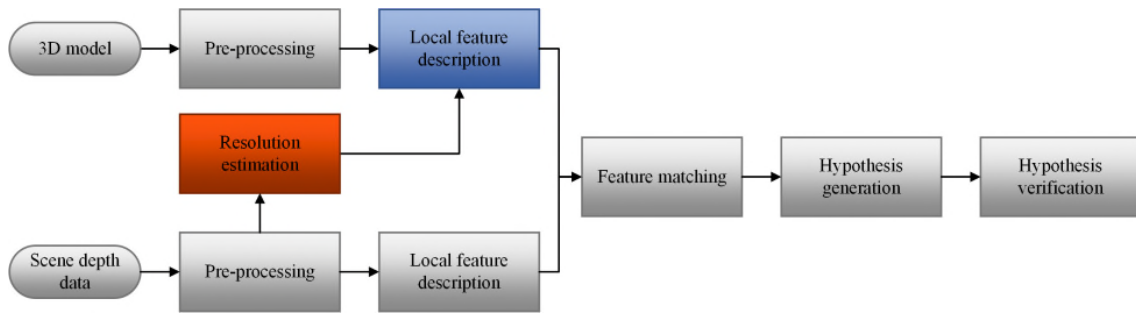 3D model
Pre-processing
Local feature
description
Resolution
estimation
Feature matching
Hypothesis
generation
Hypothesis
verification
Scene depth
data
Pre-processing
Local feature
description